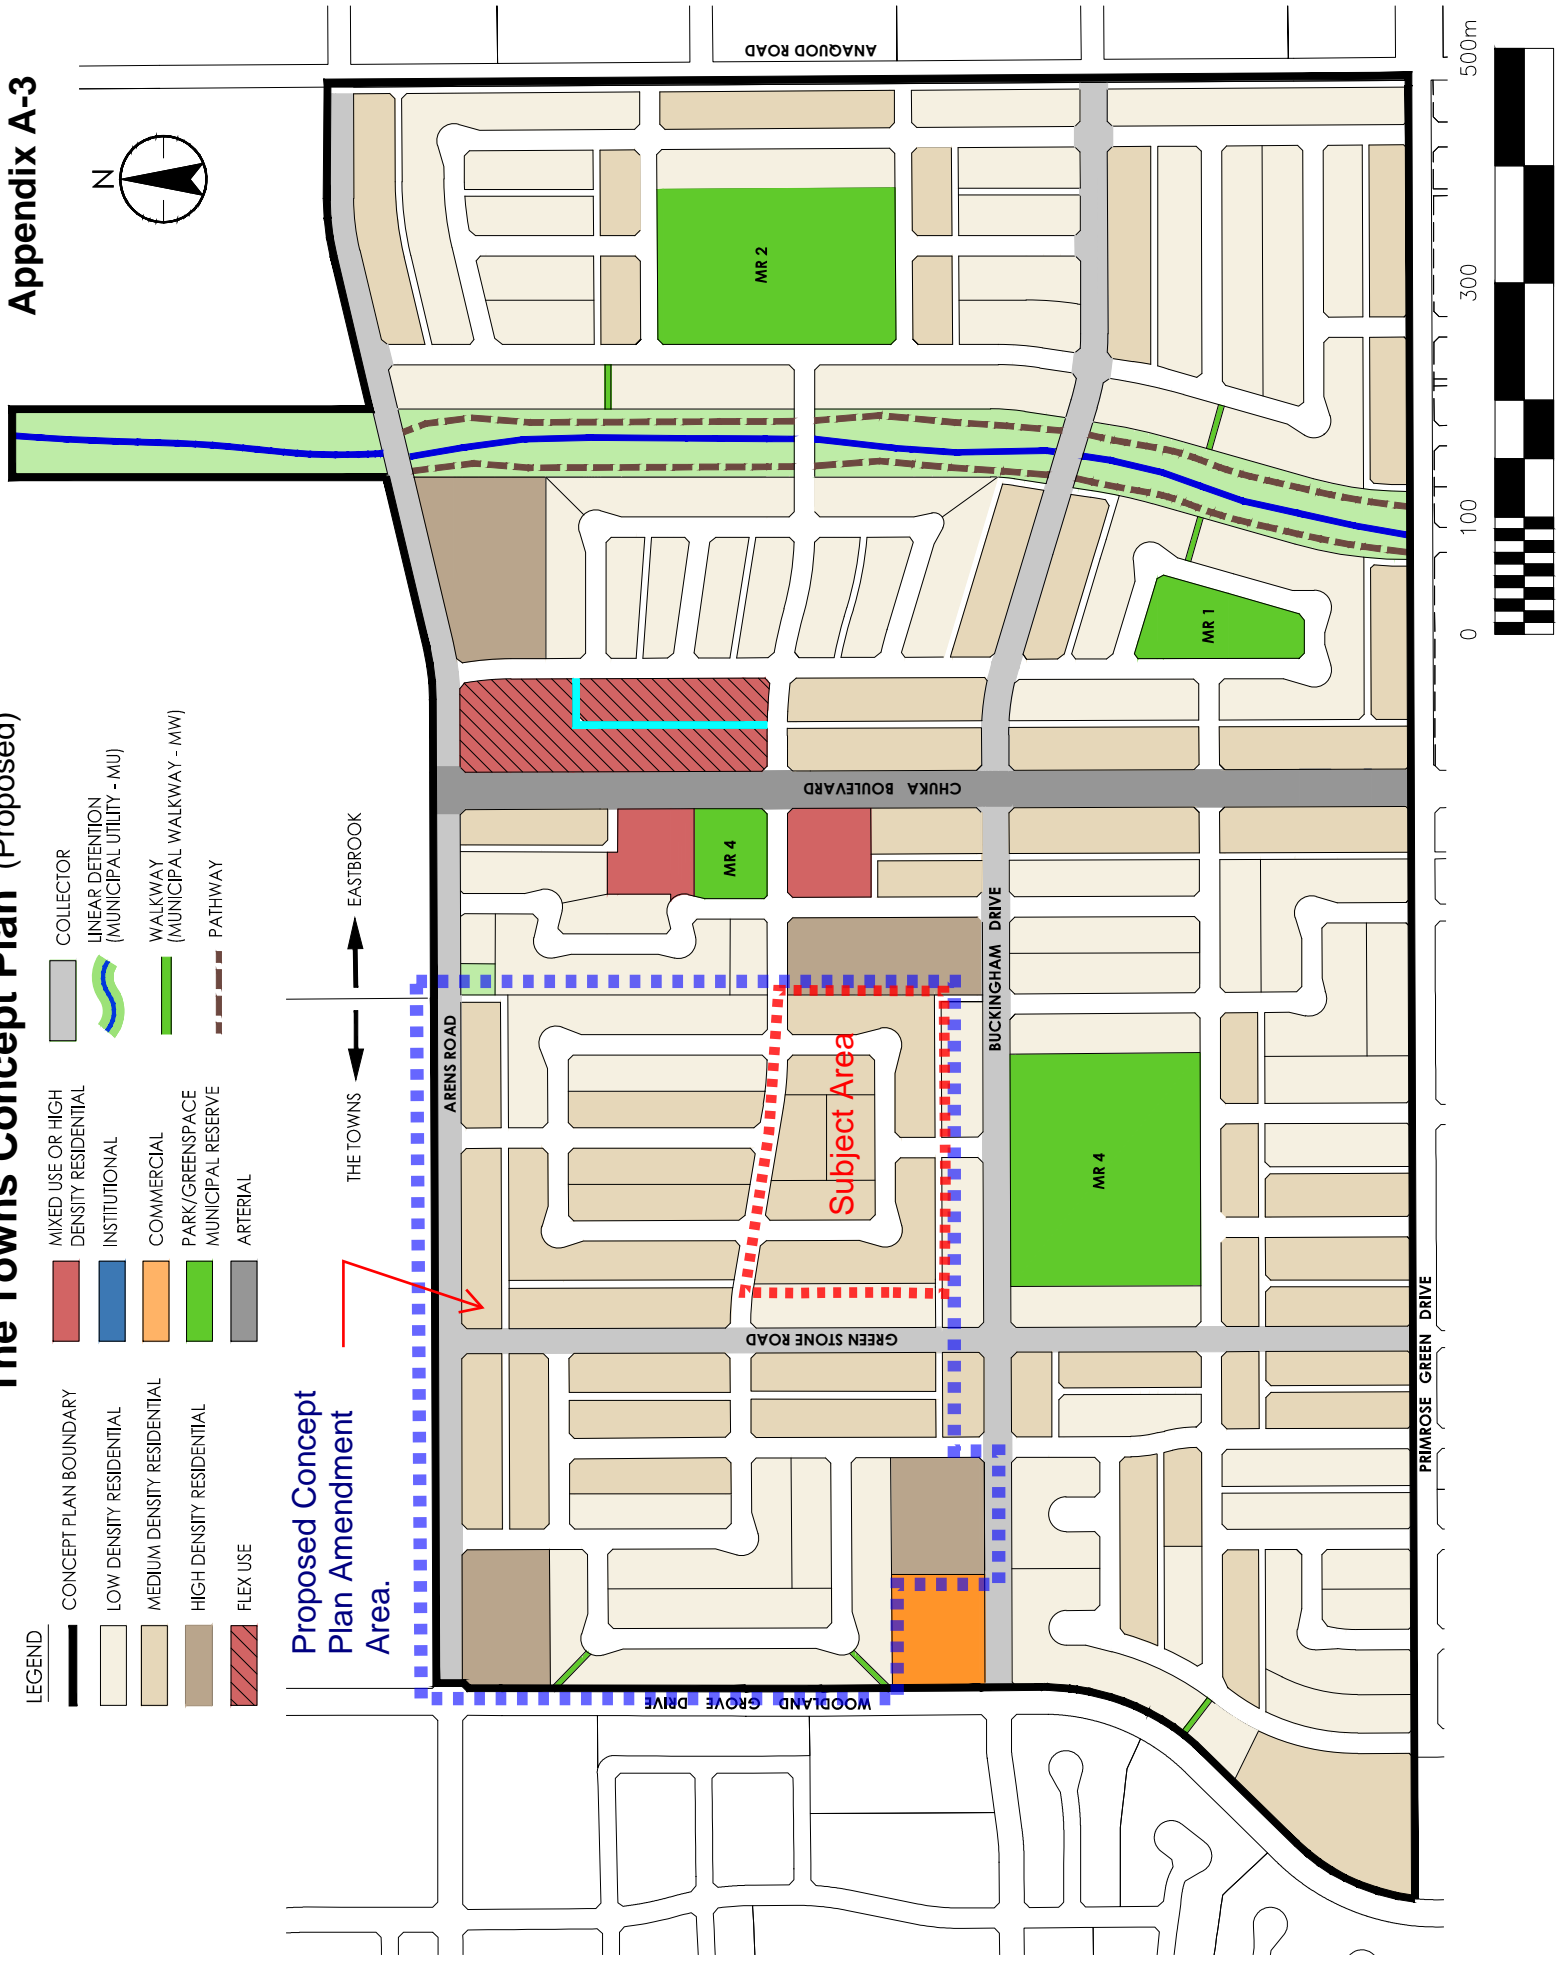 Appendix A-3
The Towns Concept Plan (Proposed)
N
LEGEND
CONCEPT PLAN BOUNDARY
LOW DENSITY RESIDENTIAL
MEDIUM DENSITY RESIDENTIAL
HIGH DENSITY RESIDENTIAL
FLEX USE
MIXED USE OR HIGH
DENSITY RESIDENTIAL
INSTITUTIONAL
COMMERCIAL
PARK/GREENSPACE
MUNICIPAL RESERVE
ARTERIAL
COLLECTOR
LINEAR DETENTION
(MUNICIPAL UTILITY - MU)
WALKWAY
(MUNICIPAL WALKWAY - MW)
PATHWAY
Proposed Concept
Plan Amendment
Area.
THE TOWNS
EASTBROOK
ARENS ROAD
WOODLAND GROVE DRIVE
GREEN STONE ROAD
Subject Area
BUCKINGHAM DRIVE
CHUKA BOULEVARD
ANAQUOD ROAD
PRIMROSE GREEN DRIVE
MR 4
MR 4
MR 2
MR 1
0
100
300
500m